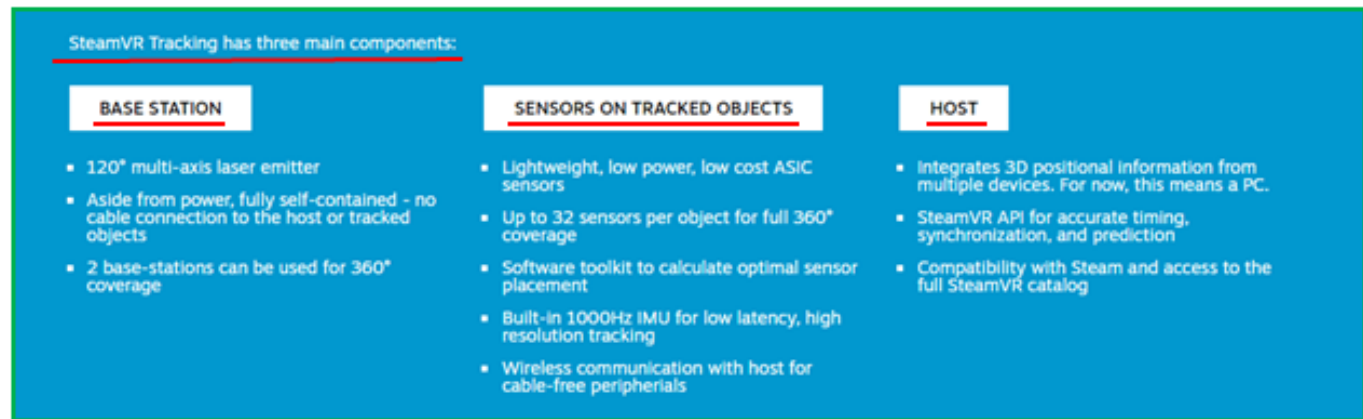 SteamVR Tracking has three main components:
BASE STATION
120° multi-axis laser emitter
Aside from power, fully self-contained - no
cable connection to the host or tracked
objects
2 base-stations can be used for 360°
coverage
SENSORS ON TRACKED OBJECTS
Lightweight, low power, low cost ASIC
sensors
Up to 32 sensors per object for full 360°
coverage
Software toolkit to calculate optimal sensor
placement
Built-in 1000Hz IMU for low latency, high
resolution tracking
Wireless communication with host for
cable-free peripherials
HOST
Integrates 3D positional information from
multiple devices. For now, this means a PC.
SteamVR API for accurate timing,
synchronization, and prediction
Compatibility with Steam and access to the
full SteamVR catalog